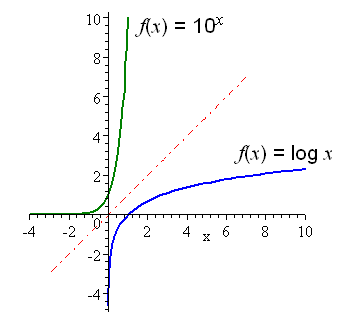 10
f(x) = 10^x
8
6
4
f(x) = log x
2
-4 -2 0 2 4 6 8 10
x
-2
-4